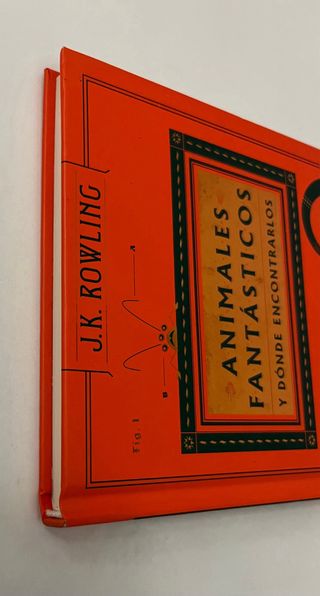 J.K. ROWLING
A
B
Fig. 1
ANIMALES
FANTÁSTICOS
Y DÓNDE ENCONTRARLOS